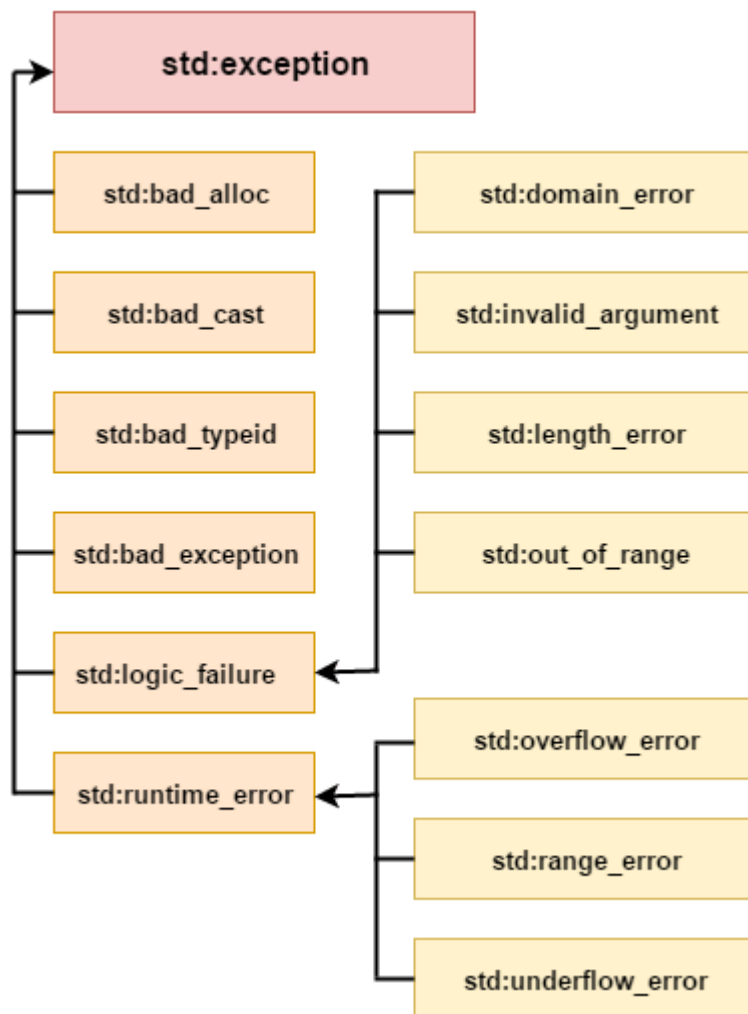 std:exception
std:bad_alloc
std:bad_cast
std:bad_typeid
std:bad_exception
std:logic_failure
std:runtime_error
std:domain_error
std:invalid_argument
std:length_error
std:out_of_range
std:overflow_error
std:range_error
std:underflow_error